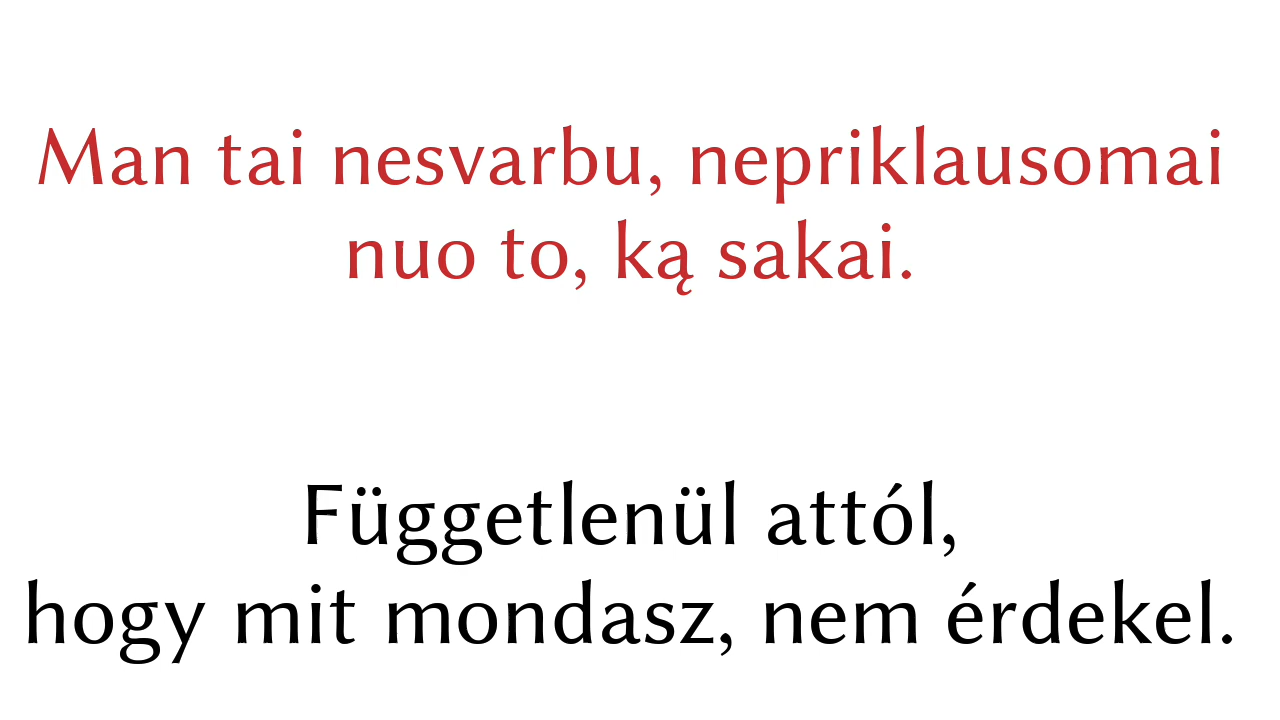 Man tai nesvarbu, nepriklausomai
nuo to, ką sakai.
Függetlenül attól,
hogy mit mondasz, nem érdekel.